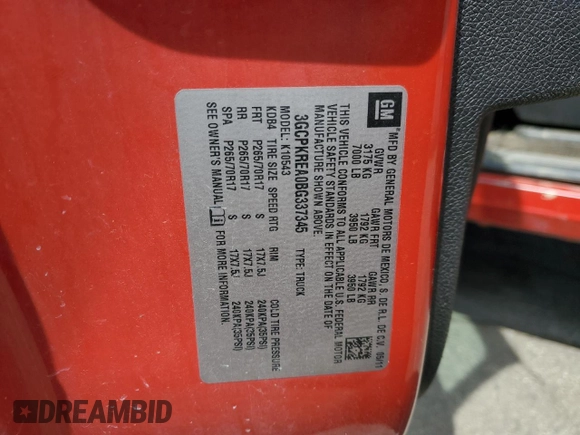 GM
MFD BY GENERAL MOTORS DE MEXICO, S. DE R.L. DE C.V. 05/11
GVWR GAWR FRT GAWR RR
3175 KG 1792 KG 1792 KG
7000 LB 3950 LB 3950 LB
THIS VEHICLE CONFORMS TO ALL APPLICABLE U.S. FEDERAL MOTOR
VEHICLE SAFETY STANDARDS IN EFFECT ON THE DATE OF
MANUFACTURE SHOWN ABOVE.
3GCPKREA0BG337345 TYPE: TRUCK
MODEL: K10543
KDB4 TIRE SIZE SPEED RTG RIM COLD TIRE PRESSURE
FRT P265/70R17 S 17X7.5J 240KPA(35PSI)
RR P265/70R17 S 17X7.5J 240KPA(35PSI)
SPA P265/70R17 S 17X7.5J 240KPA(35PSI)
SEE OWNER'S MANUAL FOR MORE INFORMATION.
DREAMBID